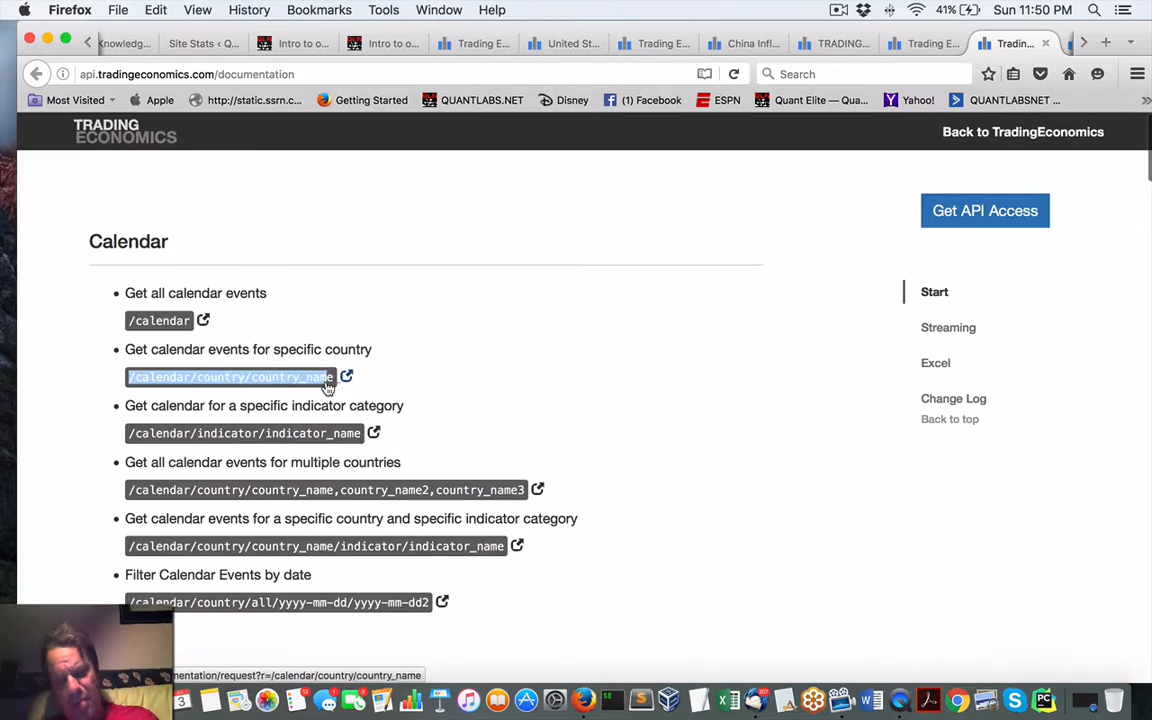 Firefox File Edit View History Bookmarks Tools Window Help 41% Sun 11:50 PM
Knowledg... Site Stats ‹ Q... Intro to o... Intro to o... Trading E... United St... Trading E... China Infl... TRADING... Trading E... Tradin...
api.tradingeconomics.com/documentation Search
Most Visited Apple http://static.ssrn.c... Getting Started QUANTLABS.NET Disney (1) Facebook ESPN Quant Elite — Qua... Yahoo! QUANTLABSNET ...
TRADING
ECONOMICS
Back to TradingEconomics
Get API Access
Calendar
• Get all calendar events
/calendar
• Get calendar events for specific country
/calendar/country/country_name
• Get calendar for a specific indicator category
/calendar/indicator/indicator_name
• Get all calendar events for multiple countries
/calendar/country/country_name,country_name2,country_name3
• Get calendar events for a specific country and specific indicator category
/calendar/country/country_name/indicator/indicator_name
• Filter Calendar Events by date
/calendar/country/all/yyyy-mm-dd/yyyy-mm-dd2
Start
Streaming
Excel
Change Log
Back to top
mentation/request?r=/calendar/country/country_name